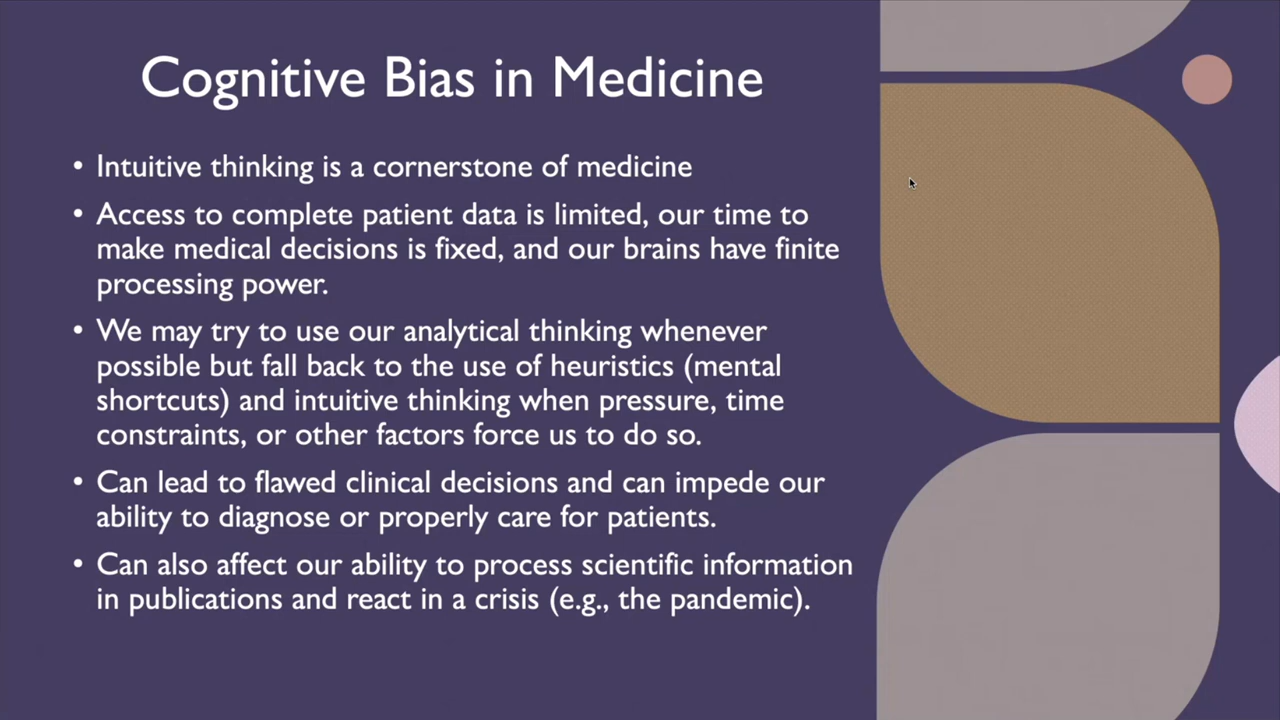 Cognitive Bias in Medicine
• Intuitive thinking is a cornerstone of medicine
• Access to complete patient data is limited, our time to
make medical decisions is fixed, and our brains have finite
processing power.
• We may try to use our analytical thinking whenever
possible but fall back to the use of heuristics (mental
shortcuts) and intuitive thinking when pressure, time
constraints, or other factors force us to do so.
• Can lead to flawed clinical decisions and can impede our
ability to diagnose or properly care for patients.
• Can also affect our ability to process scientific information
in publications and react in a crisis (e.g., the pandemic).